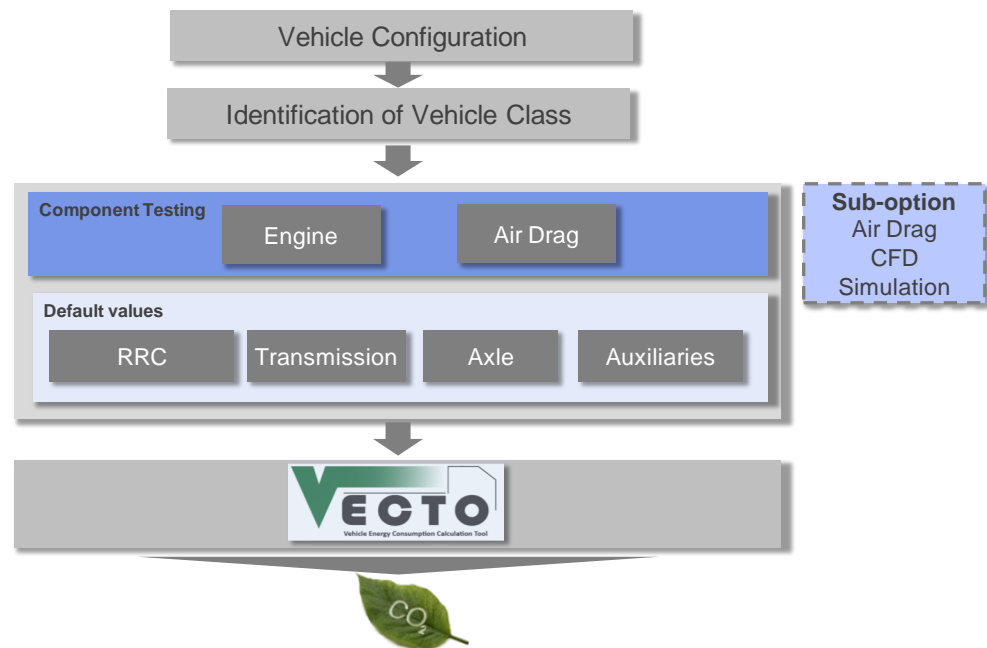 Vehicle Configuration
Identification of Vehicle Class
Component Testing
Engine
Air Drag
Sub-option
Air Drag
CFD
Simulation
Default values
RRC
Transmission
Axle
Auxiliaries
VECTO
Vehicle Energy Consumption Calculation Tool
CO2